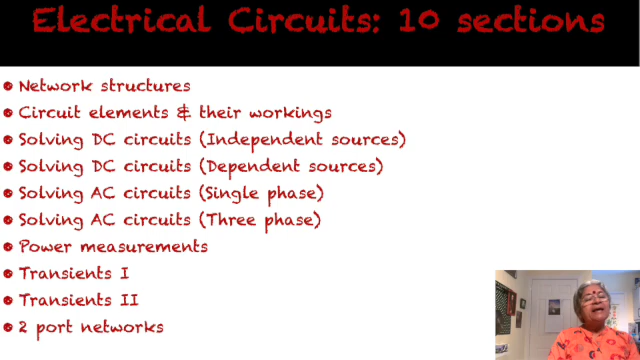 Electrical Circuits: 10 sections
Network structures
Circuit elements & their workings
Solving DC circuits (Independent sources)
Solving DC circuits (Dependent sources)
Solving AC circuits (Single phase)
Solving AC circuits (Three phase)
Power measurements
Transients I
Transients II
2 port networks